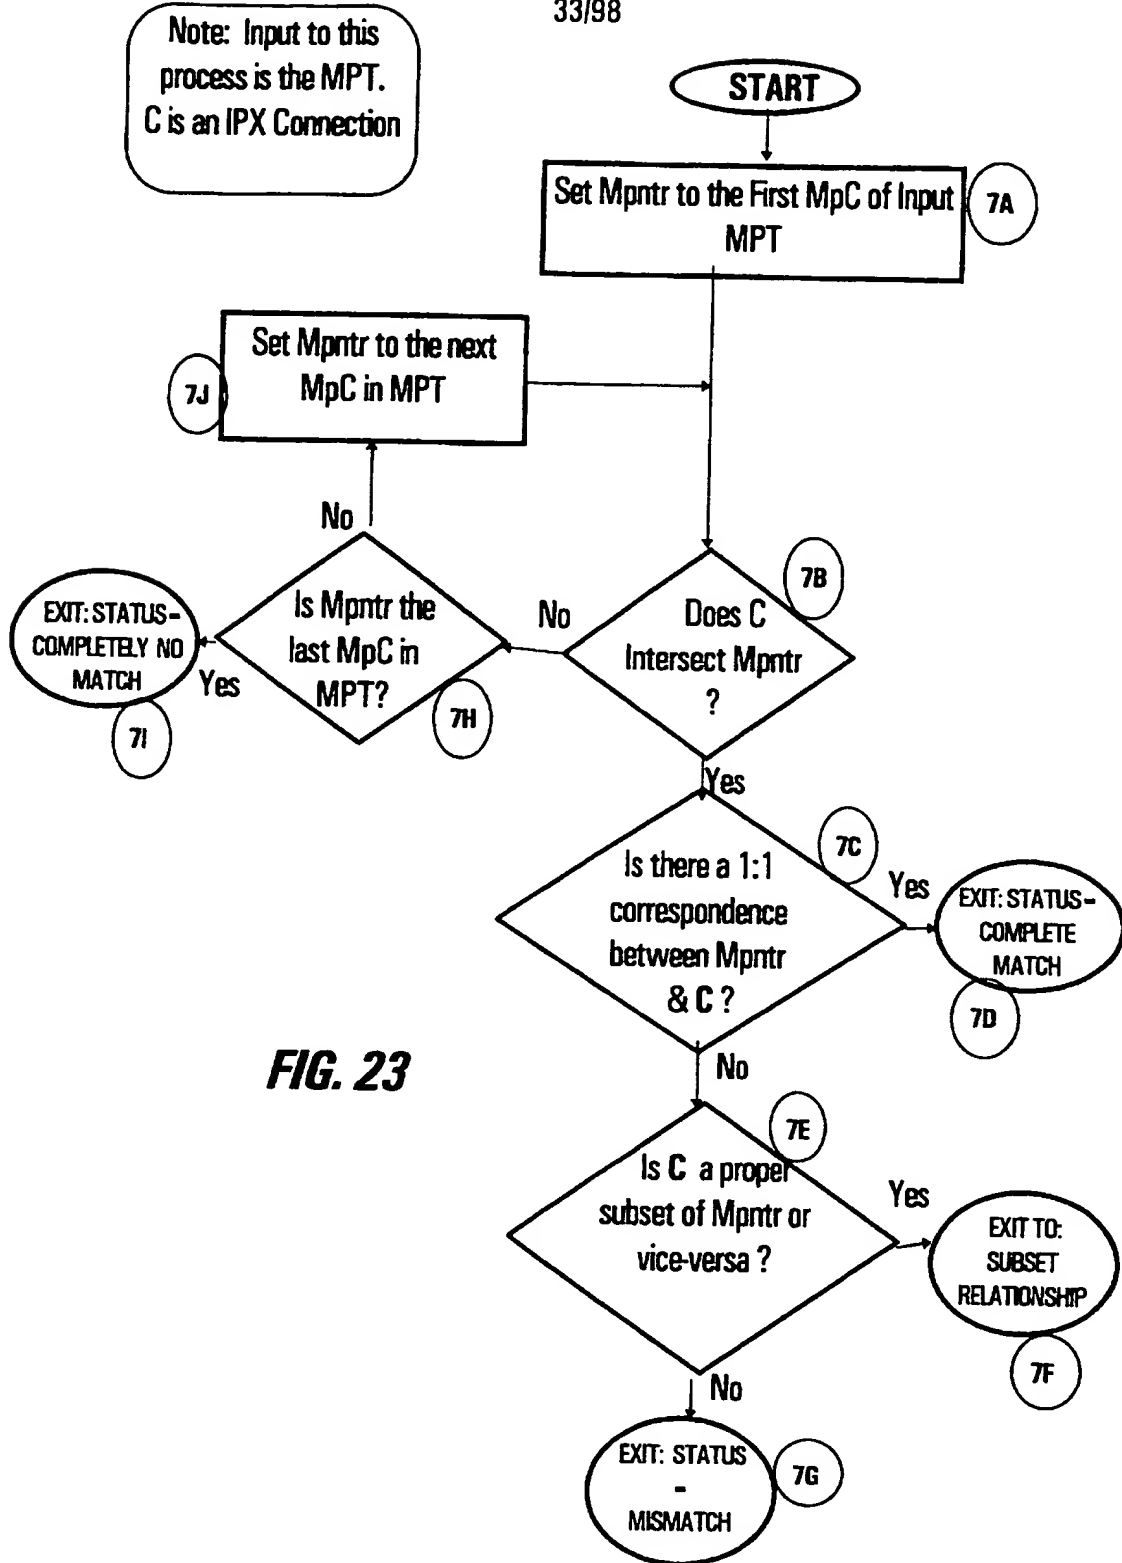 33/98
Note: Input to this
process is the MPT.
C is an IPX Connection
START
Set Mpntr to the First MpC of Input
MPT
7A
Set Mpntr to the next
MpC in MPT
7J
No
Is Mpntr the
last MpC in
MPT?
7H
Yes
EXIT: STATUS-
COMPLETELY NO
MATCH
7I
No
Does C
Intersect Mpntr
?
7B
Yes
Is there a 1:1
correspondence
between Mpntr
& C ?
7C
Yes
EXIT: STATUS-
COMPLETE
MATCH
7D
No
FIG. 23
Is C a proper
subset of Mpntr or
vice-versa ?
7E
Yes
EXIT TO:
SUBSET
RELATIONSHIP
7F
No
EXIT: STATUS
-
MISMATCH
7G